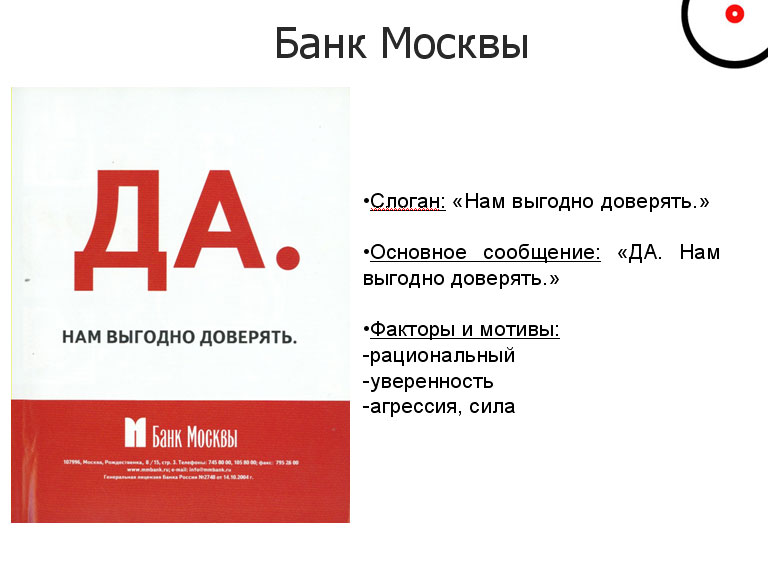 Банк Москвы
ДА.
НАМ ВЫГОДНО ДОВЕРЯТЬ.
Банк Москвы
107996, Москва, Рождественка, 8 /15, стр. 3. Телефоны: 745 80 00, 105 80 00; факс: 795 26 00
www.mmbank.ru; e-mail: info@mmbank.ru
Генеральная лицензия Банка России №2748 от 14.10.2004 г.
•Слоган: «Нам выгодно доверять.»
•Основное сообщение: «ДА. Нам
выгодно доверять.»
•Факторы и мотивы:
-рациональный
-уверенность
-агрессия, сила